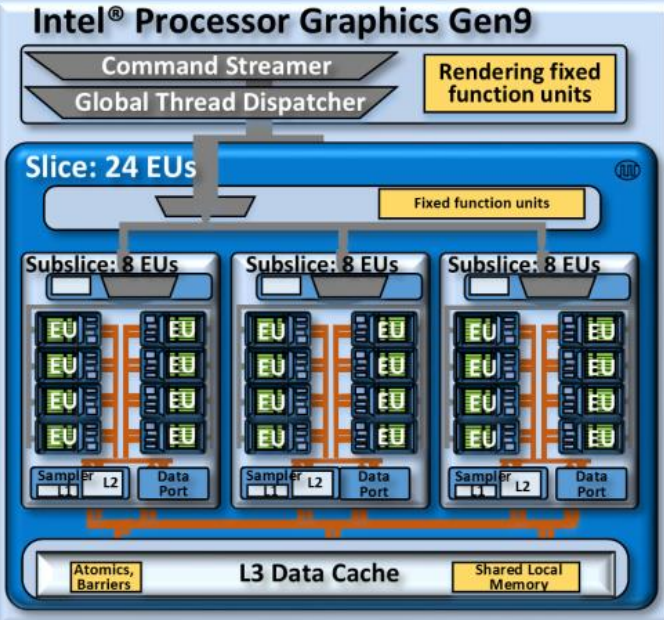 Intel® Processor Graphics Gen9
Command Streamer
Global Thread Dispatcher
Rendering fixed
function units
Slice: 24 EUs
Fixed function units
Subslice: 8 EUs
Subslice: 8 EUs
Subslice: 8 EUs
EU EU EU EU EU EU
EU EU EU EU EU EU
EU EU EU EU EU EU
EU EU EU EU EU EU
Sampler
L1
L2
Data
Port
Sampler
L1
L2
Data
Port
Sampler
L1
L2
Data
Port
Atomics,
Barriers
L3 Data Cache
Shared Local
Memory